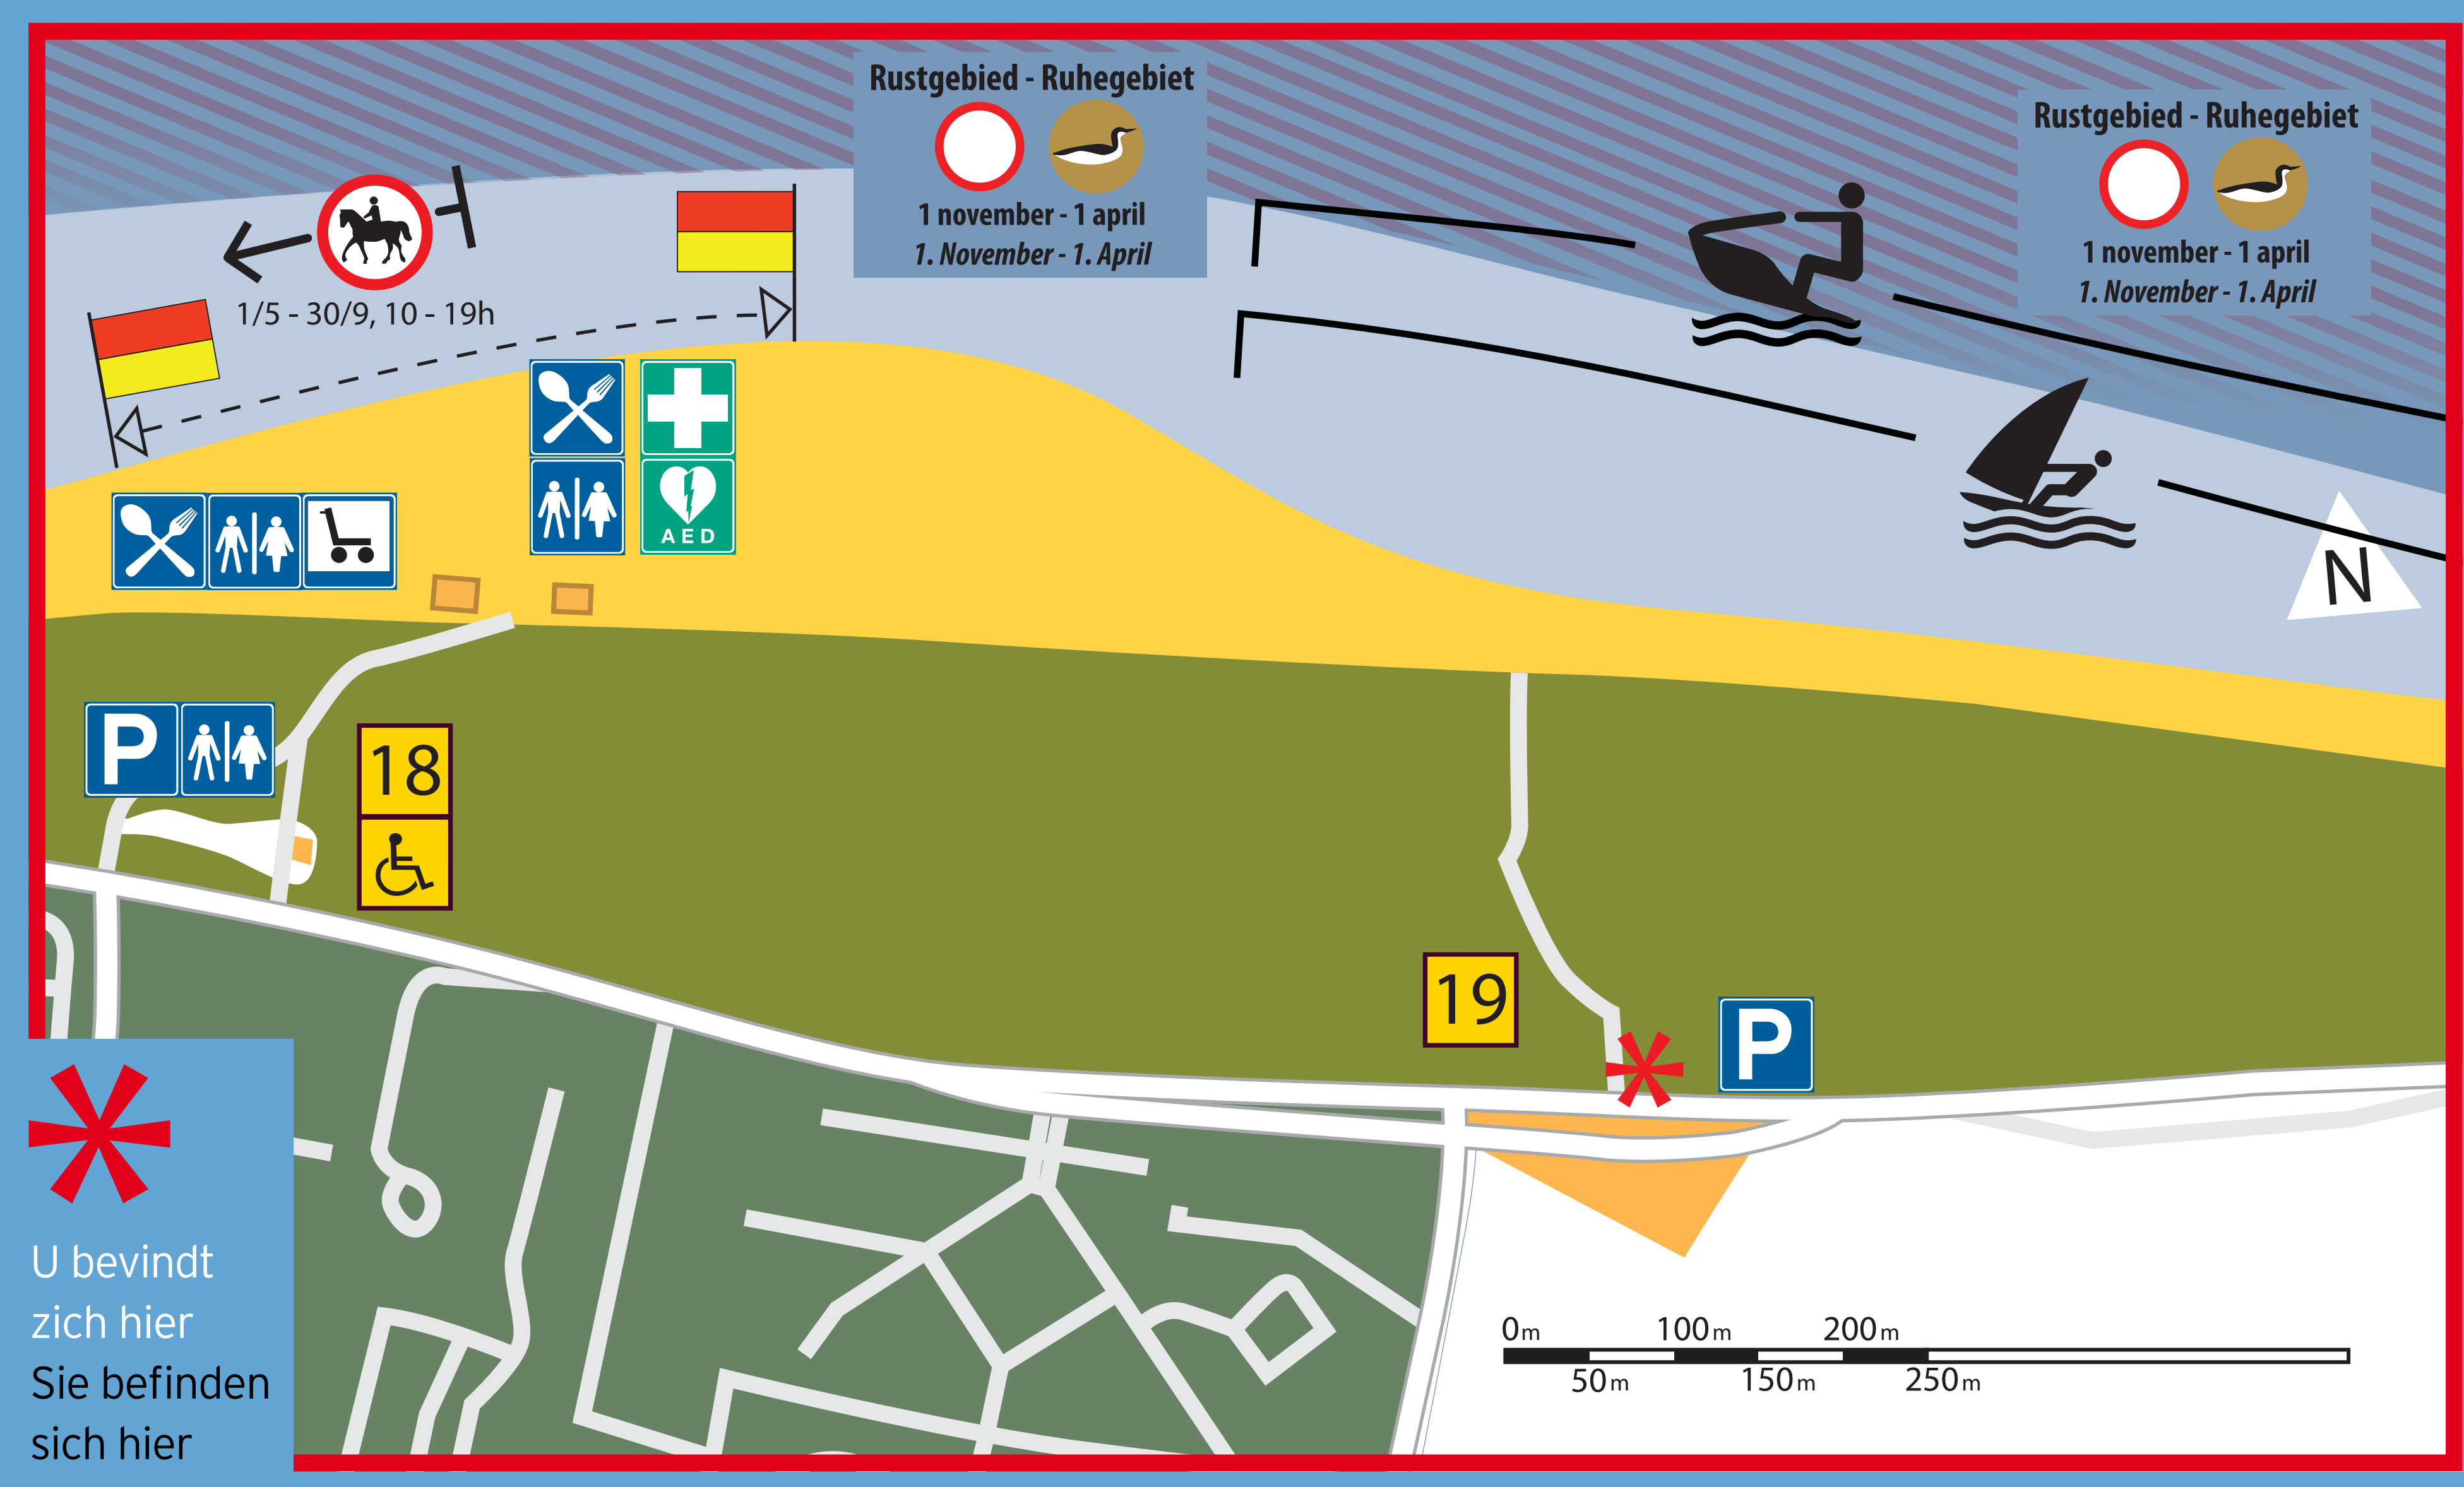 Rustgebied - Ruhegebiet
1 november - 1 april
1. November - 1. April
Rustgebied - Ruhegebiet
1 november - 1 april
1. November - 1. April
1/5 - 30/9, 10 - 19h
AED
N
P
18
19
P
U bevindt
zich hier
Sie befinden
sich hier
0m 100m 200m
50m 150m 250m